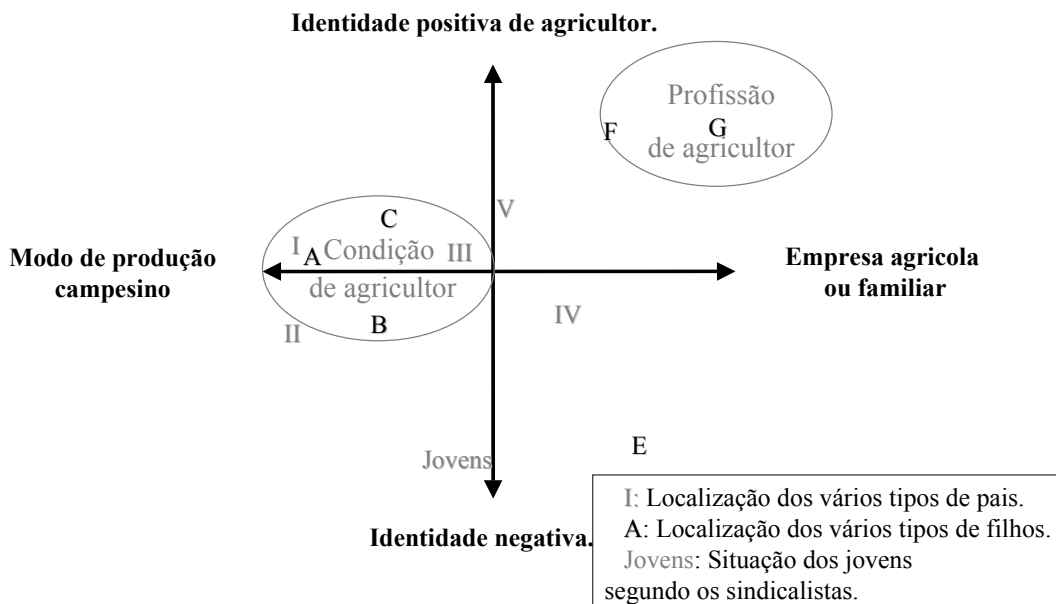 Identidade positiva de agricultor.
Profissão
F
G
de agricultor
V
C
I
A
Condição
III
Modo de produção
campesino
de agricultor
Empresa agricola
ou familiar
II
B
IV
E
Jovens
Identidade negativa.
I: Localização dos vários tipos de pais.
A: Localização dos vários tipos de filhos.
Jovens: Situação dos jovens
segundo os sindicalistas.